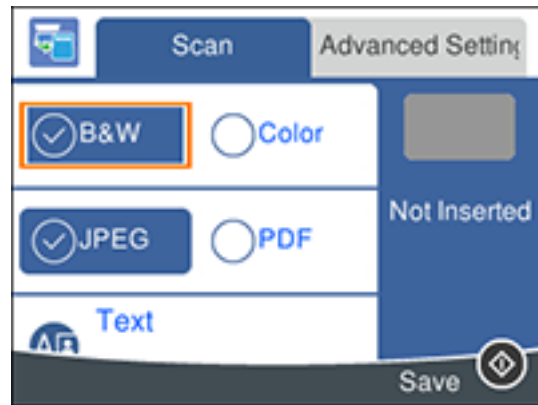 Scan
Advanced Setting
B&W
Color
JPEG
PDF
Not Inserted
Text
Save